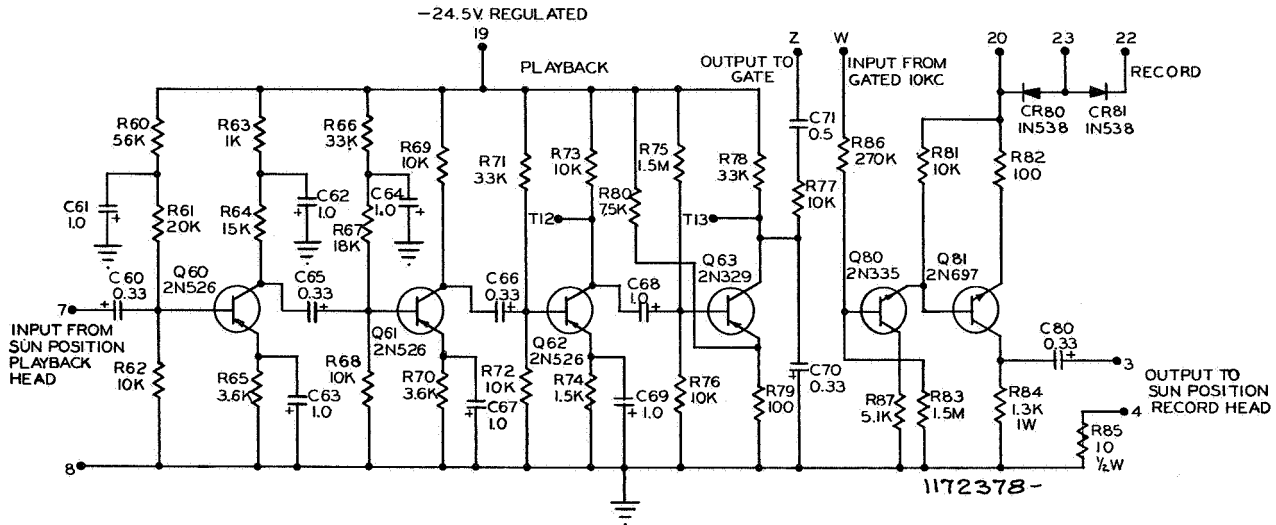 -24.5V. REGULATED
19
Z
W
20
23
22
PLAYBACK
OUTPUT TO
GATE
INPUT FROM
GATED 10KC
RECORD
CR80
1N538
CR81
1N538
R60
56K
R63
1K
R66
33K
R69
10K
R71
33K
R73
10K
R80
7.5K
R75
1.5M
R78
33K
C71
0.5
R86
270K
R81
10K
R82
100
C61
1.0
R61
20K
R64
15K
C62
1.0
C64
1.0
R67
18K
T12
T13
R77
10K
C60
0.33
Q60
2N526
C65
0.33
Q61
2N526
C66
0.33
Q62
2N526
C68
1.0
Q63
2N329
Q80
2N335
Q81
2N697
7
INPUT FROM
SUN POSITION
PLAYBACK
HEAD
C80
0.33
3
R62
10K
R65
3.6K
C63
1.0
R68
10K
R70
3.6K
C67
1.0
R72
10K
R74
1.5K
C69
1.0
R76
10K
R79
100
C70
0.33
R87
5.1K
R83
1.5M
R84
1.3K
1W
OUTPUT TO
SUN POSITION
RECORD HEAD
4
R85
10
½W
8
1172378-